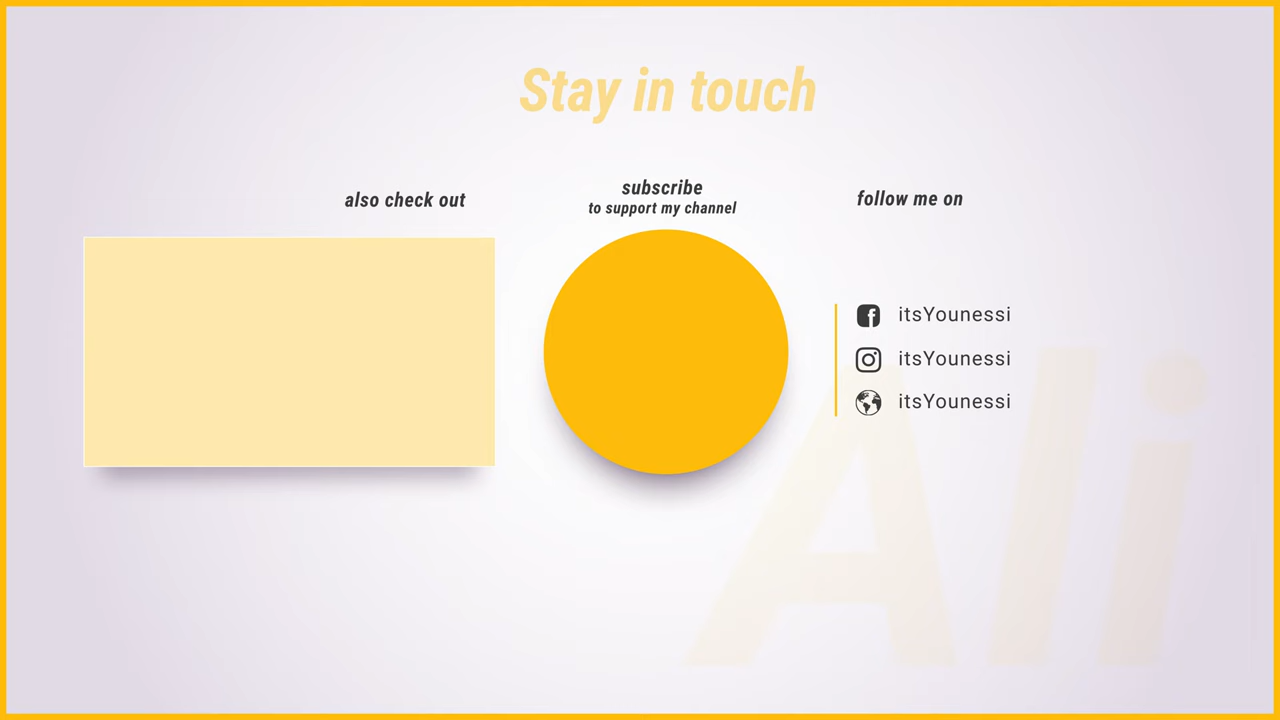 Stay in touch
also check out
subscribe
to support my channel
follow me on
itsYounessi
itsYounessi
itsYounessi
Ali